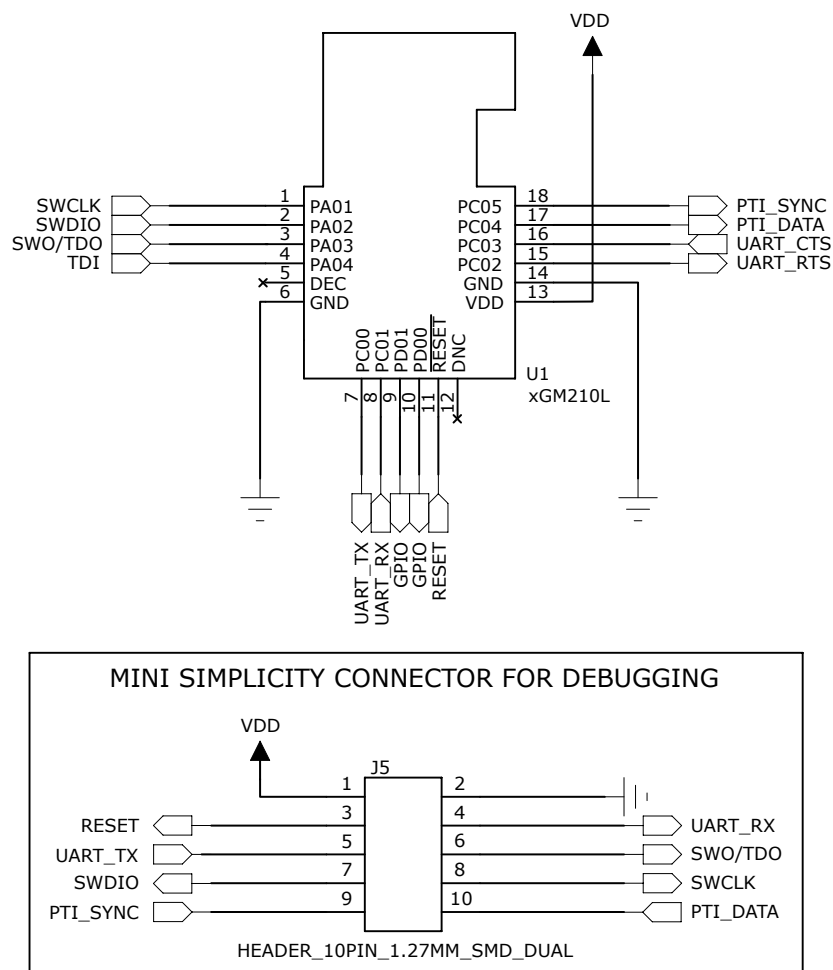 VDD
SWCLK 1 PA01 PC05 18 PTI_SYNC
SWDIO 2 PA02 PC04 17 PTI_DATA
SWO/TDO 3 PA03 PC03 16 UART_CTS
TDI 4 PA04 PC02 15 UART_RTS
5 DEC GND 14
6 GND VDD 13
PC00
PC01
PD01
PD00
RESET
DNC
U1
xGM210L
7
8
9
10
11
12
UART_TX
UART_RX
GPIO
GPIO
RESET
MINI SIMPLICITY CONNECTOR FOR DEBUGGING
VDD
J5
1 2
RESET 3 4 UART_RX
UART_TX 5 6 SWO/TDO
SWDIO 7 8 SWCLK
PTI_SYNC 9 10 PTI_DATA
HEADER_10PIN_1.27MM_SMD_DUAL